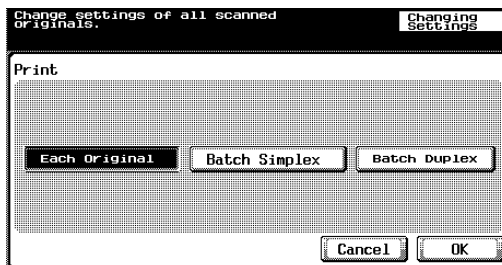 Change settings of all scanned
originals.
Changing
Settings
Print
Each Original
Batch Simplex
Batch Duplex
Cancel
OK